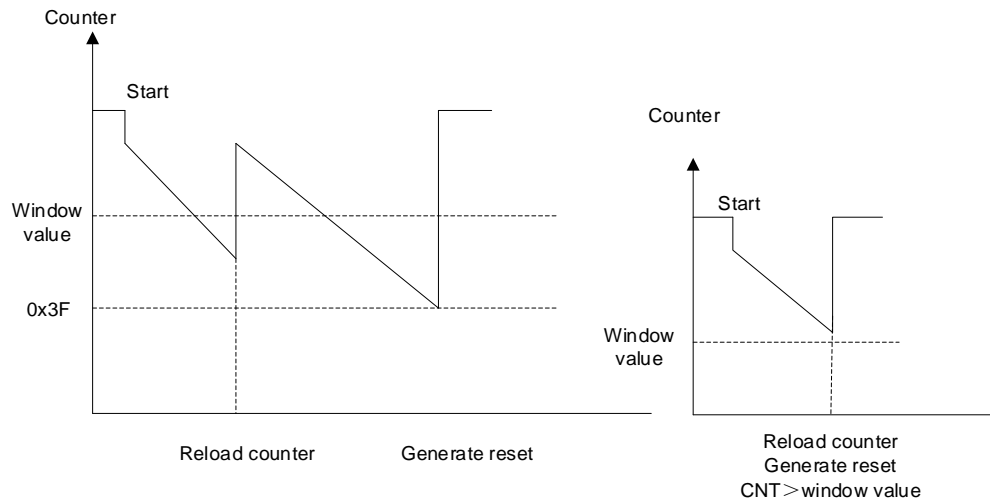 Counter
Start
Window
value
0x3F
Reload counter
Generate reset
Counter
Start
Window
value
Reload counter
Generate reset
CNT＞window value